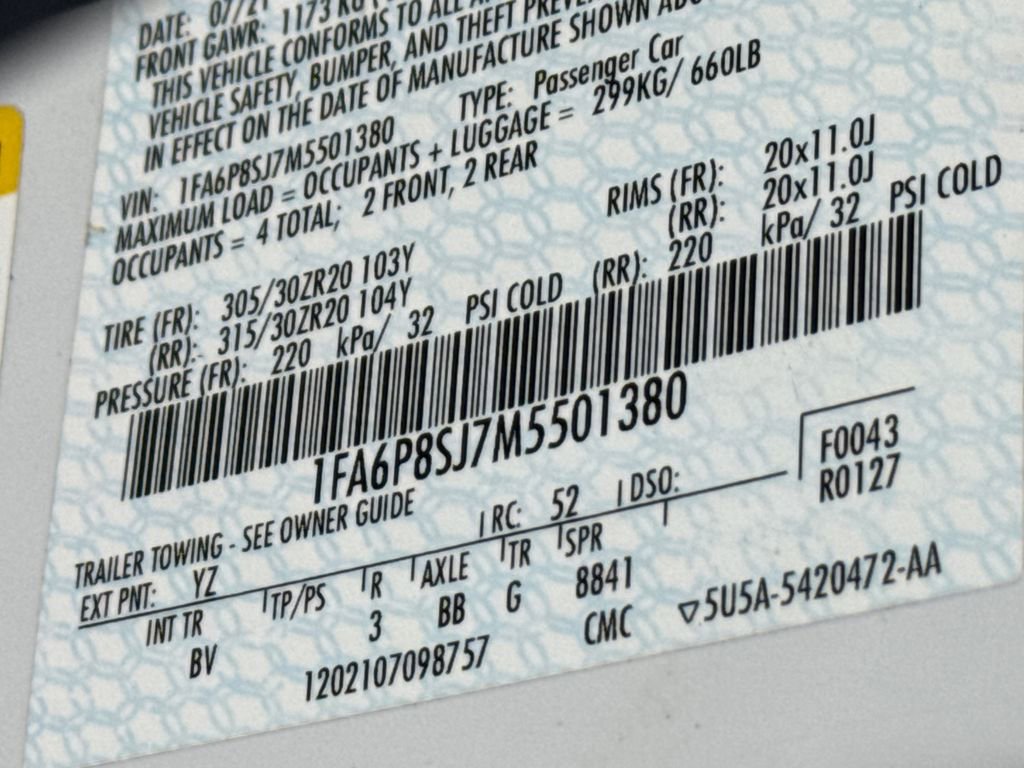 DATE: 07/21
FRONT GAWR: 1173 KG
THIS VEHICLE CONFORMS TO ALL
VEHICLE SAFETY, BUMPER, AND THEFT
IN EFFECT ON THE DATE OF MANUFACTURE SHOWN
VIN: 1FA6P8SJ7M5501380 TYPE: Passenger Car
MAXIMUM LOAD = OCCUPANTS + LUGGAGE = 299KG/ 660LB
OCCUPANTS = 4 TOTAL; 2 FRONT, 2 REAR
TIRE (FR): 305/30ZR20 103Y RIMS (FR): 20x11.0J
(RR): 315/30ZR20 104Y (RR): 20x11.0J
PRESSURE (FR): 220 kPa/ 32 PSI COLD (RR): 220 kPa/ 32 PSI COLD
1FA6P8SJ7M5501380
TRAILER TOWING - SEE OWNER GUIDE
F0043
EXT PNT: YZ RC: 52 DSO: R0127
INT TR TP/PS R AXLE TR SPR
BV 3 BB G 8841
1202107098757 CMC ▽5U5A-5420472-AA